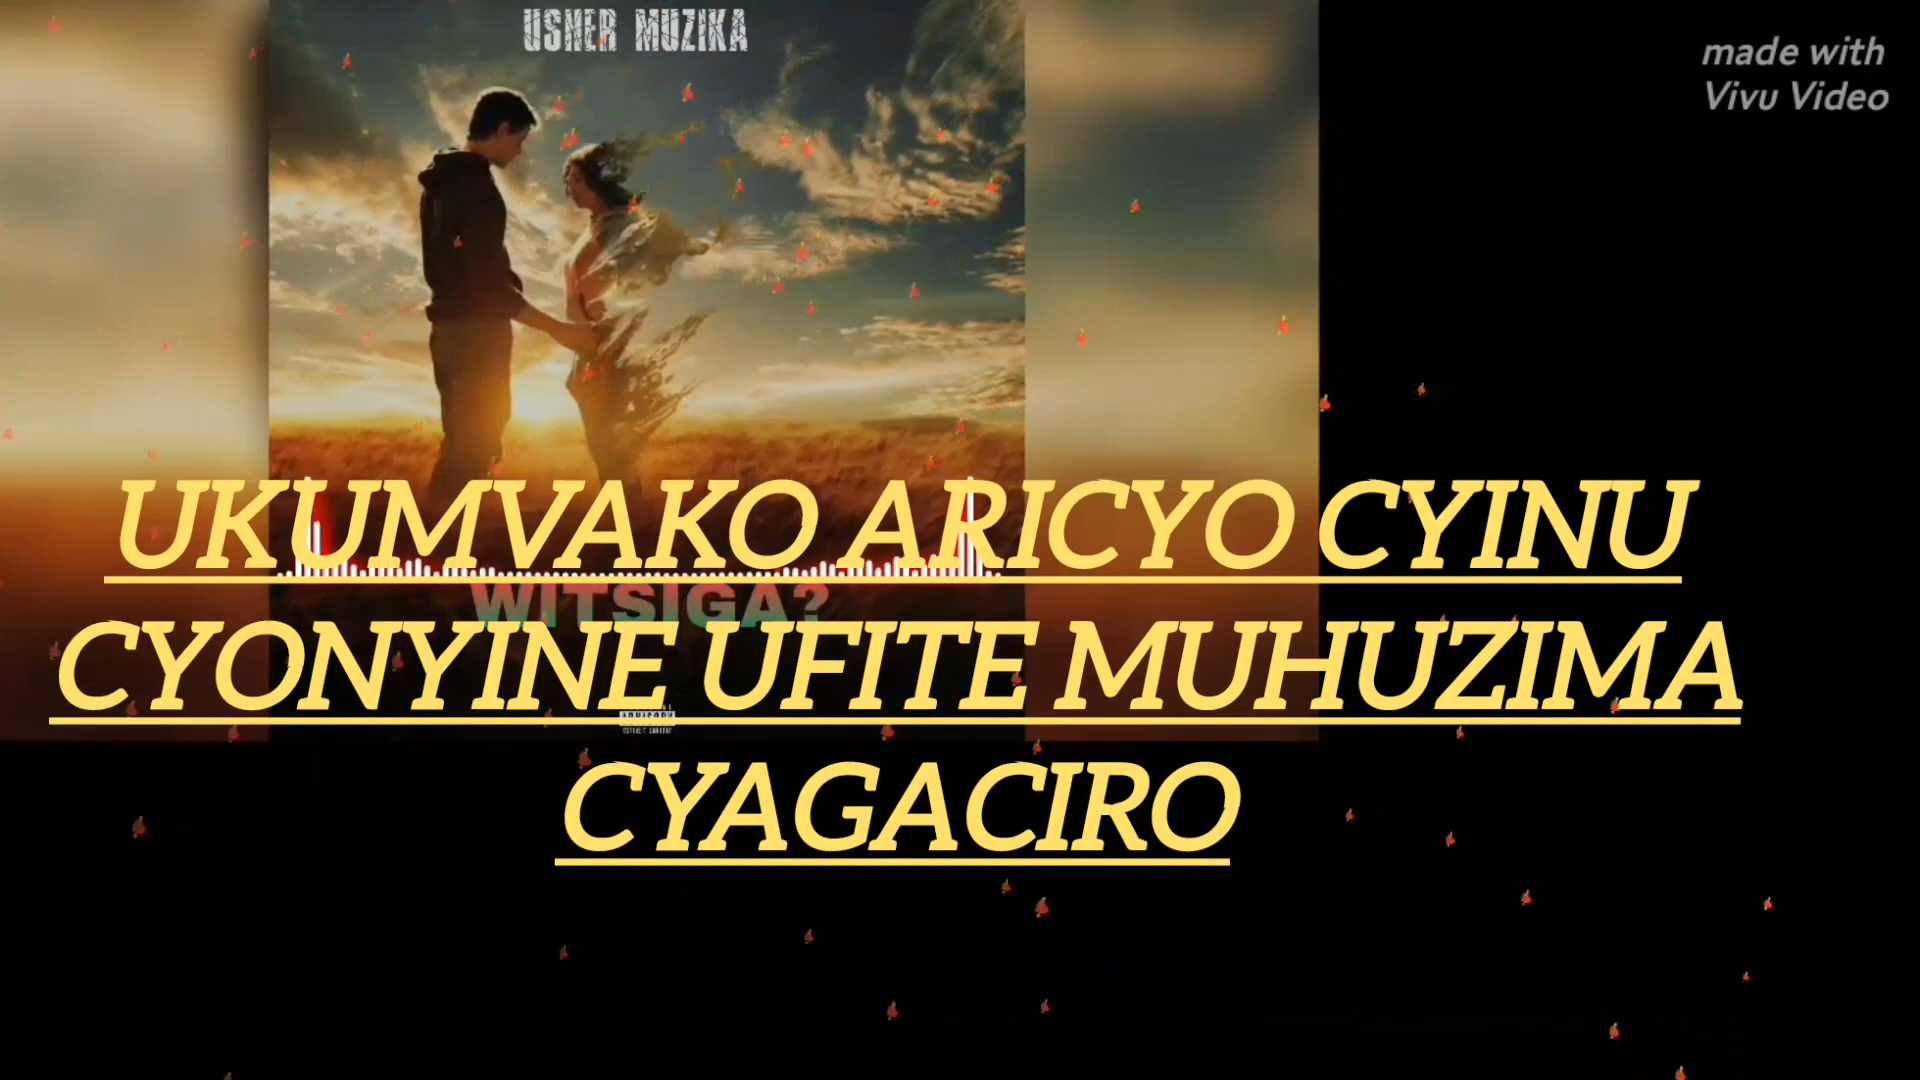 USHER MUZIKA
made with
Vivu Video
UKUMVAKO ARICYO CYINU
WITSIGA?
CYONYINE UFITE MUHUZIMA
CYAGACIRO